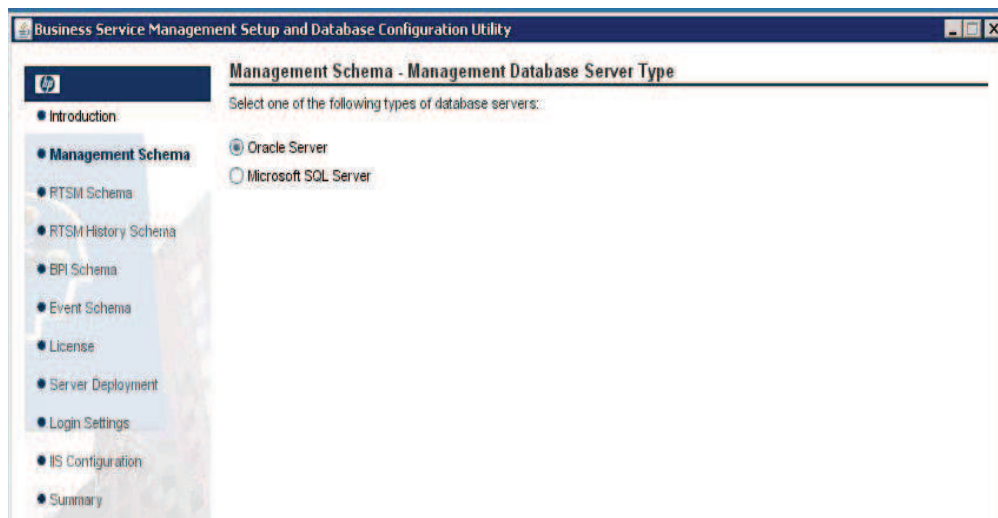 Business Service Management Setup and Database Configuration Utility
hp
Introduction
Management Schema
RTSM Schema
RTSM History Schema
BPI Schema
Event Schema
License
Server Deployment
Login Settings
IIS Configuration
Summary
Management Schema - Management Database Server Type
Select one of the following types of database servers:
Oracle Server
Microsoft SQL Server